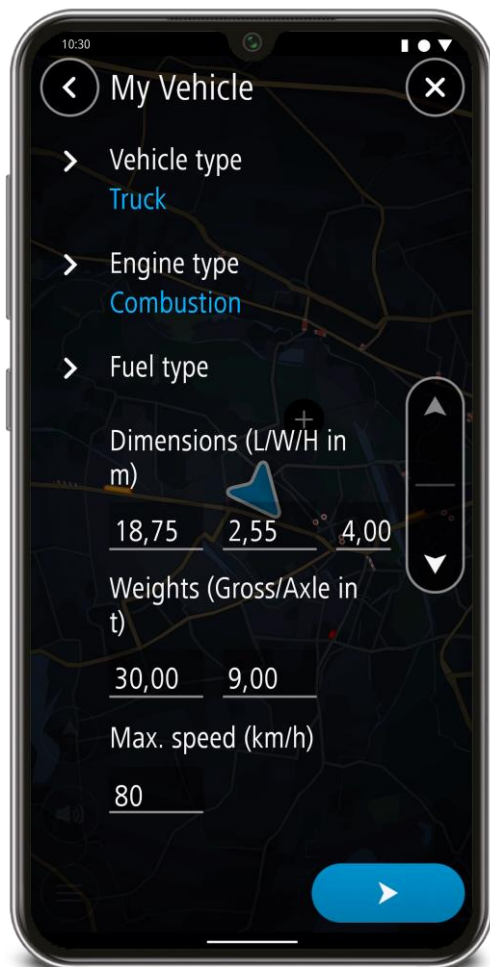 10:30
My Vehicle
Vehicle type
Truck
Engine type
Combustion
Fuel type
Dimensions (L/W/H in
m)
18,75 2,55 4,00
Weights (Gross/Axle in
t)
30,00 9,00
Max. speed (km/h)
80